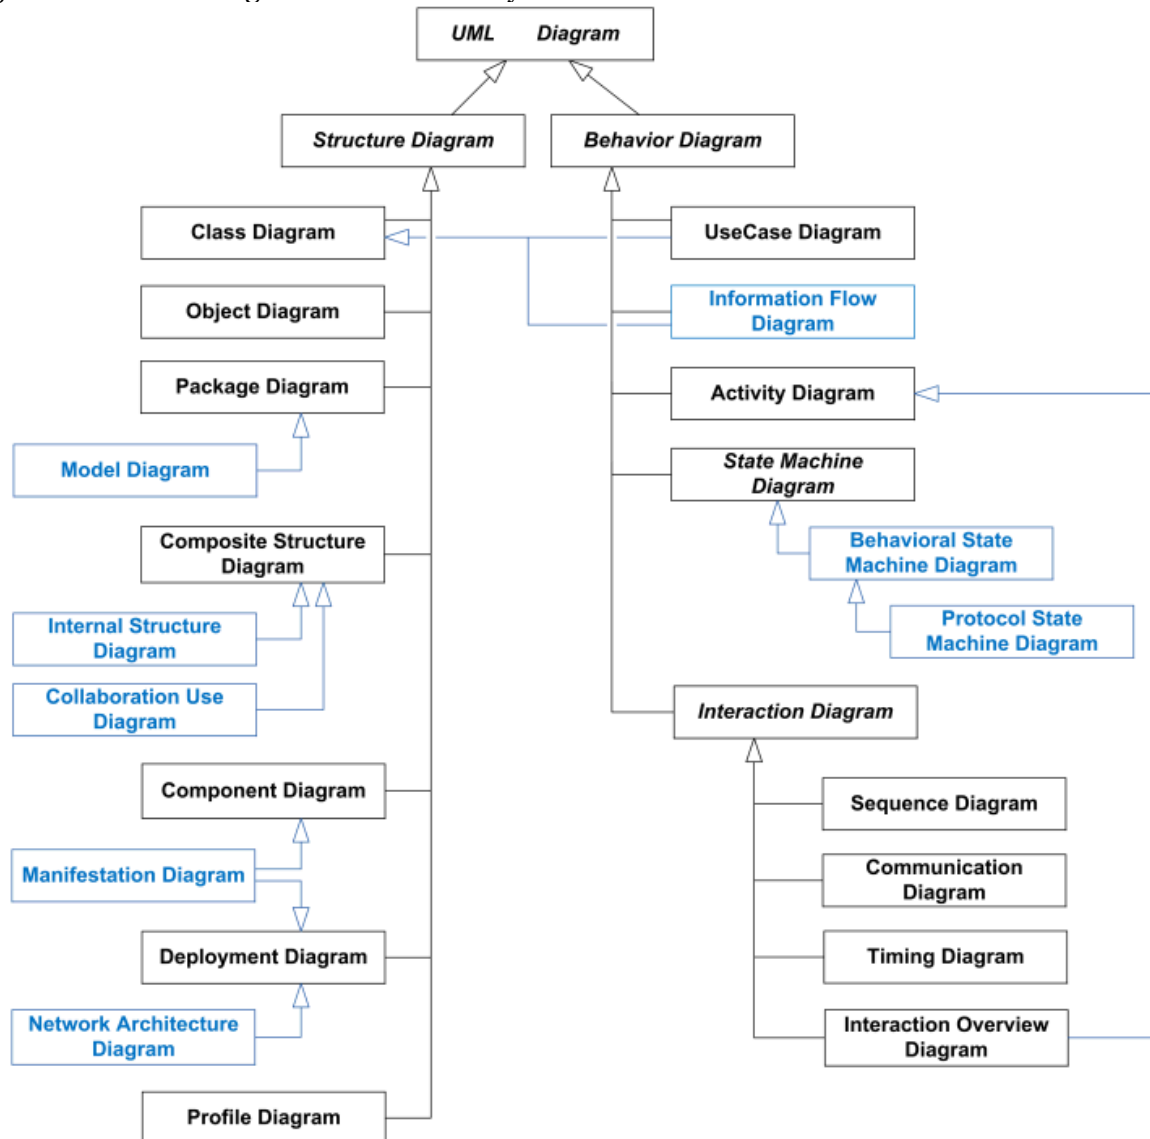 UML Diagram
Structure Diagram
Behavior Diagram
Class Diagram
UseCase Diagram
Object Diagram
Information Flow
Diagram
Package Diagram
Activity Diagram
Model Diagram
State Machine
Diagram
Composite Structure
Diagram
Behavioral State
Machine Diagram
Internal Structure
Diagram
Protocol State
Machine Diagram
Collaboration Use
Diagram
Interaction Diagram
Component Diagram
Sequence Diagram
Manifestation Diagram
Communication
Diagram
Deployment Diagram
Timing Diagram
Network Architecture
Diagram
Interaction Overview
Diagram
Profile Diagram